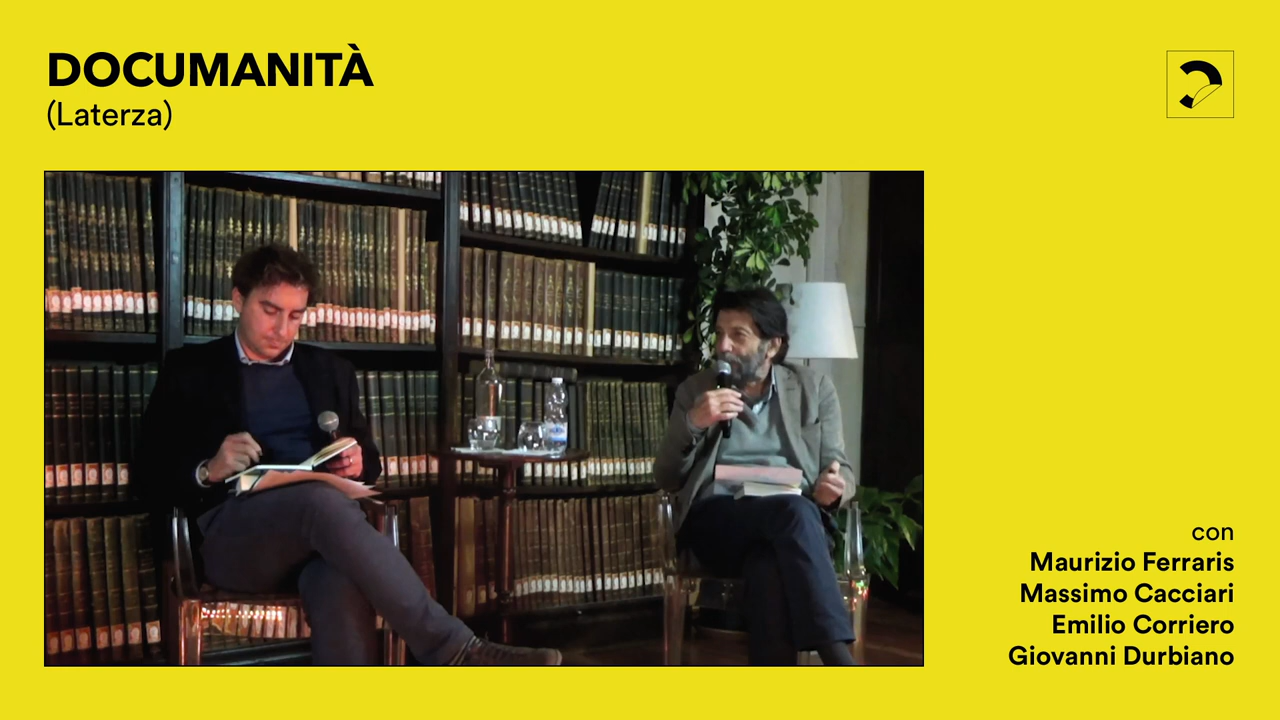 DOCUMANITÀ
(Laterza)
con
Maurizio Ferraris
Massimo Cacciari
Emilio Corriero
Giovanni Durbiano